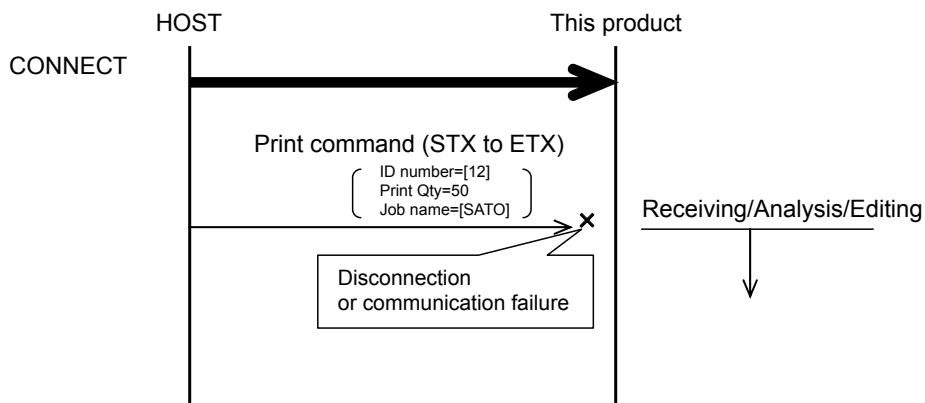 HOST
This product
CONNECT
Print command (STX to ETX)
ID number=[12]
Print Qty=50
Job name=[SATO]
Receiving/Analysis/Editing
Disconnection
or communication failure